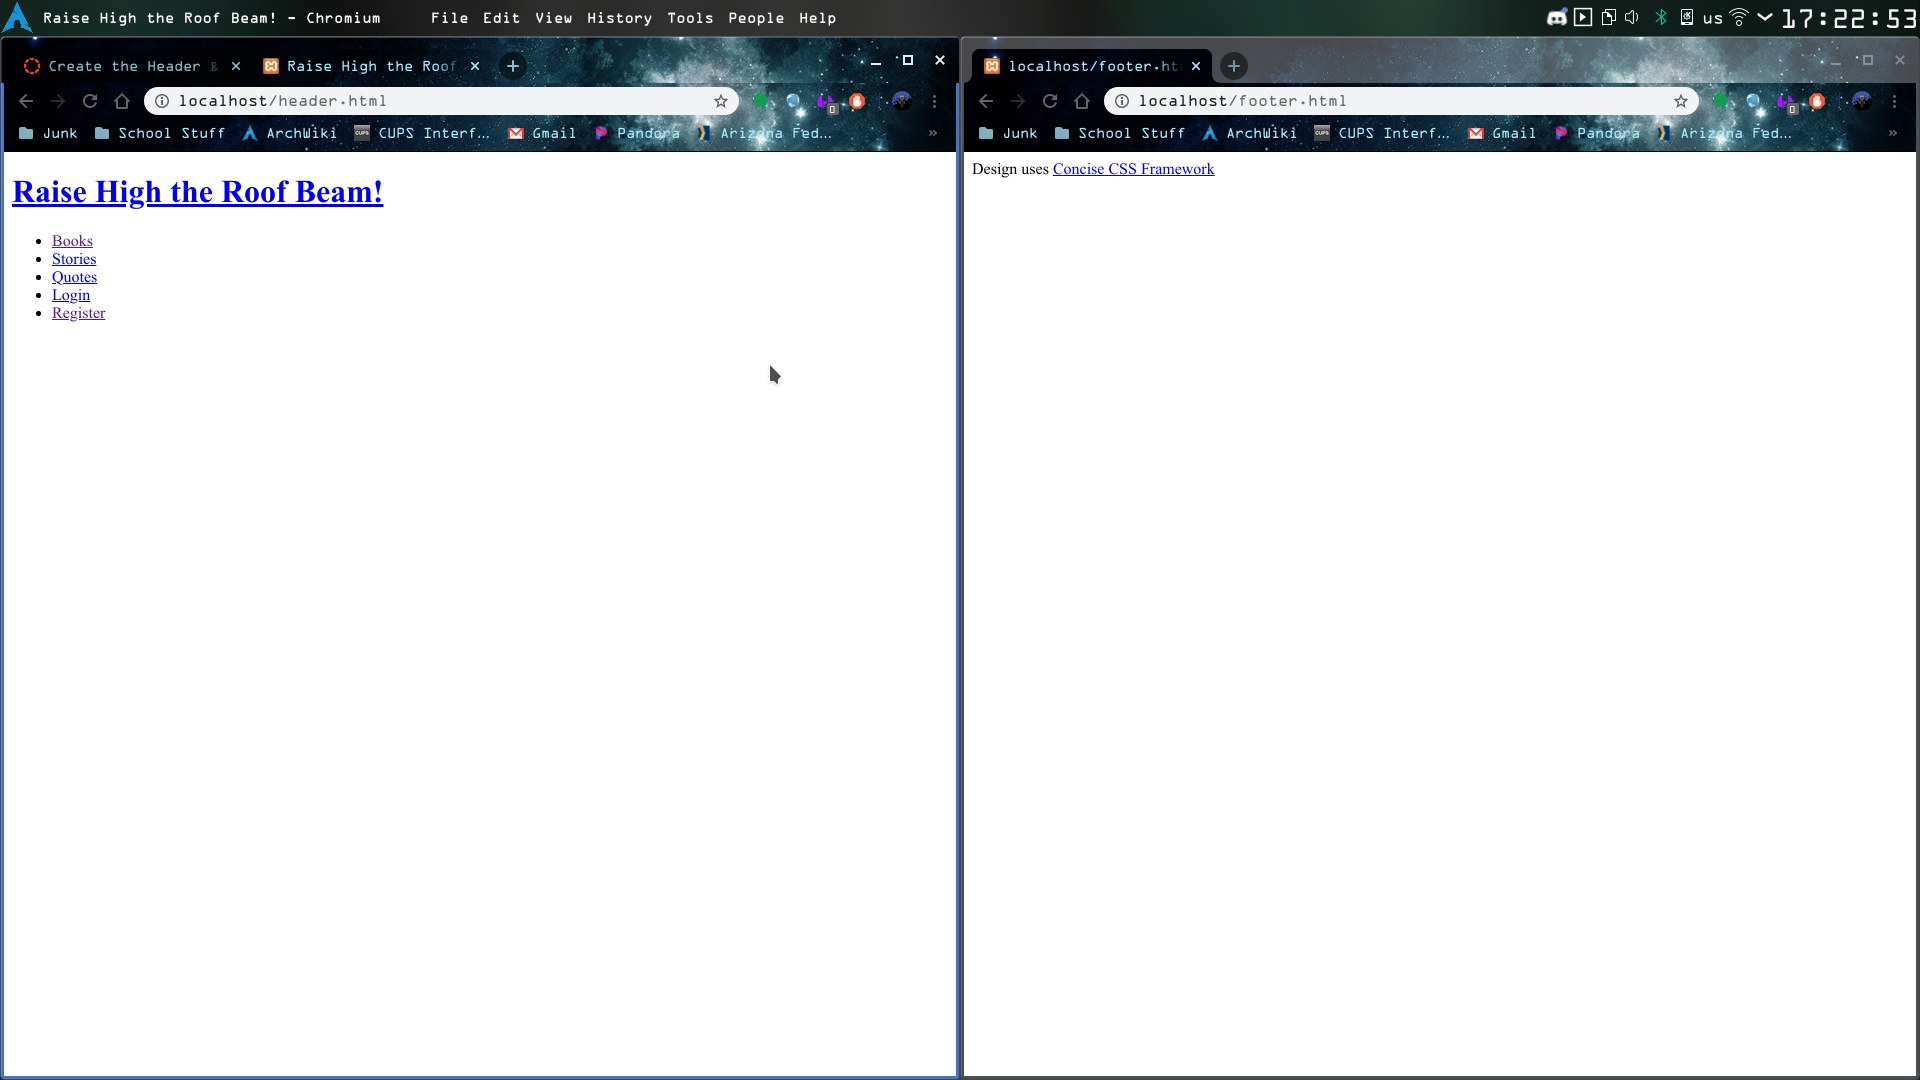 Raise High the Roof Beam! - Chromium File Edit View History Tools People Help us 17:22:53
Create the Header Raise High the Roof
localhost/header.html
Junk School Stuff ArchWiki CUPS Interf... Gmail Pandora Arizona Fed... »
Raise High the Roof Beam!
Books
Stories
Quotes
Login
Register
localhost/footer.ht
localhost/footer.html
Junk School Stuff ArchWiki CUPS Interf... Gmail Pandora Arizona Fed... »
Design uses Concise CSS Framework